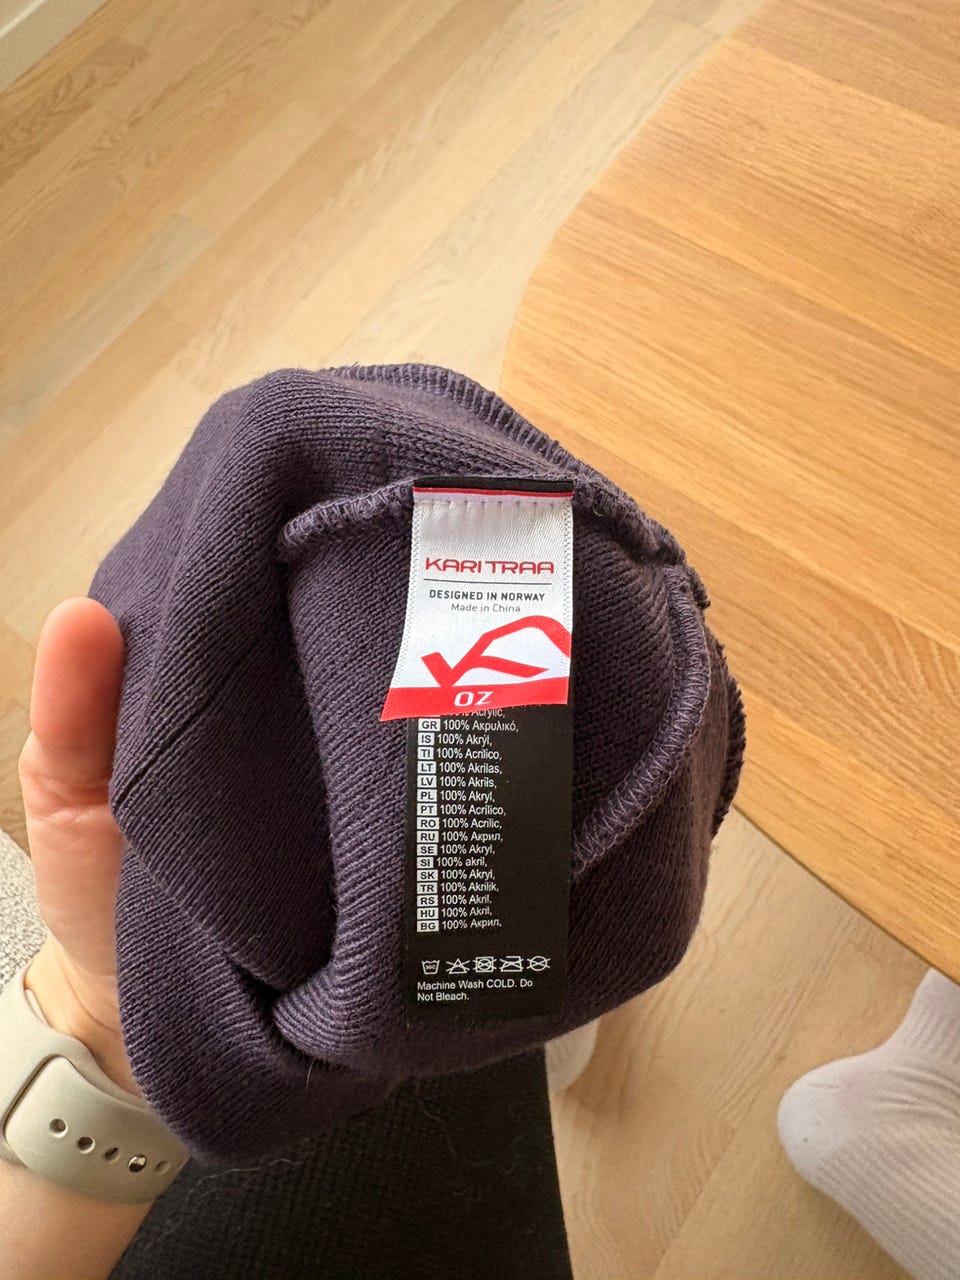 KARI TRAA
DESIGNED IN NORWAY
Made in China
OZ
Acrylic,
GR 100% Ακρυλικό,
IS 100% Akrýl,
TI 100% Acrilico,
LT 100% Akrilas,
LV 100% Akrils,
PL 100% Akryl,
PT 100% Acrílico,
RO 100% Acrilic,
RU 100% Акрил,
SE 100% Akryl,
SI 100% akril,
SK 100% Akryl,
TR 100% Akrilik,
RS 100% Akril,
HU 100% Akril,
BG 100% Акрил,
Machine Wash COLD. Do
Not Bleach.